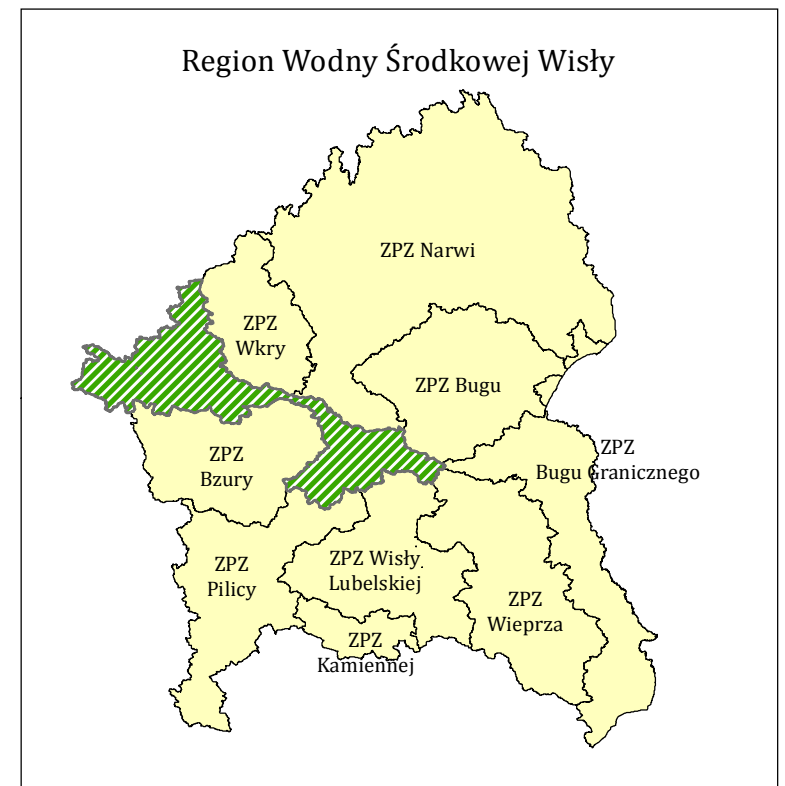 Region Wodny Środkowej Wisły
ZPZ Narwi
ZPZ
Wkry
ZPZ Bugu
ZPZ
Bugu Granicznego
ZPZ
Bzury
ZPZ
Pilicy
ZPZ Wisły
Lubelskiej
ZPZ
Wieprza
ZPZ
Kamiennej